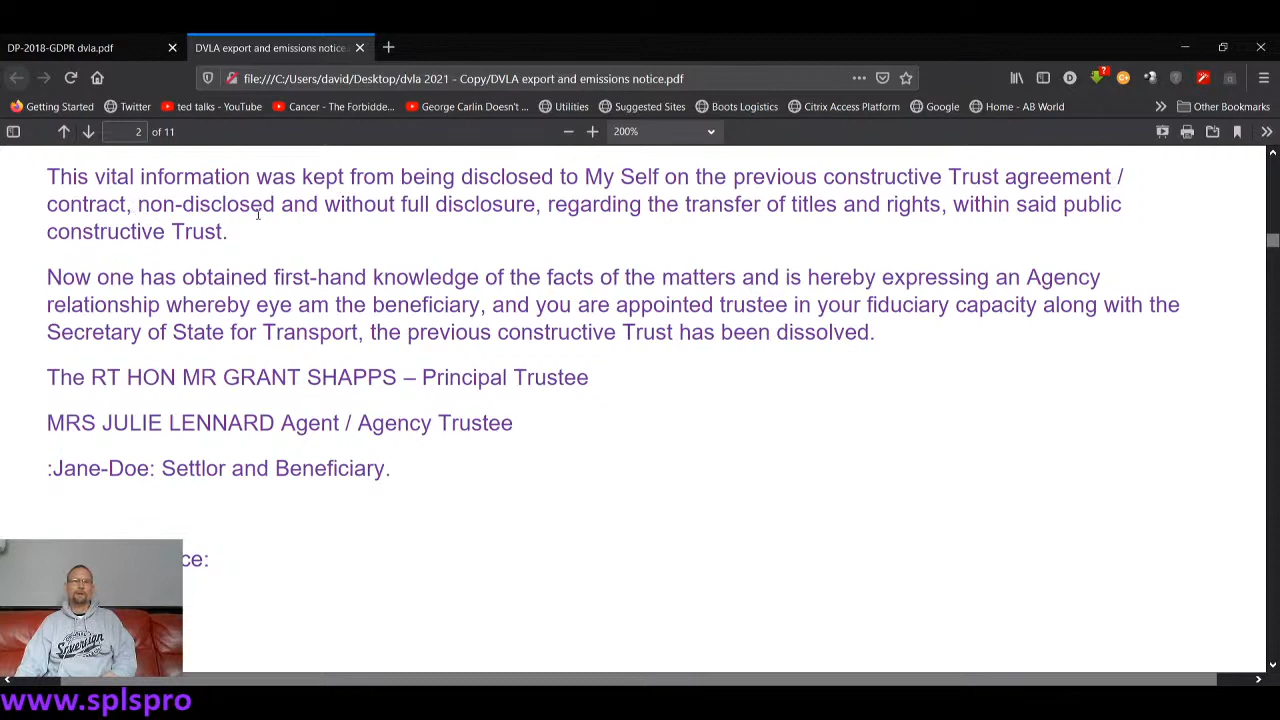 DP-2018-GDPR dvla.pdf
DVLA export and emissions notice.
file:///C:/Users/david/Desktop/dvla 2021 - Copy/DVLA export and emissions notice.pdf
Getting Started
Twitter
ted talks - YouTube
Cancer - The Forbidde...
George Carlin Doesn't ...
Utilities
Suggested Sites
Boots Logistics
Citrix Access Platform
Google
Home - AB World
Other Bookmarks
2 of 11
200%
This vital information was kept from being disclosed to My Self on the previous constructive Trust agreement /
contract, non-disclosed and without full disclosure, regarding the transfer of titles and rights, within said public
constructive Trust.
Now one has obtained first-hand knowledge of the facts of the matters and is hereby expressing an Agency
relationship whereby eye am the beneficiary, and you are appointed trustee in your fiduciary capacity along with the
Secretary of State for Transport, the previous constructive Trust has been dissolved.
The RT HON MR GRANT SHAPPS – Principal Trustee
MRS JULIE LENNARD Agent / Agency Trustee
:Jane-Doe: Settlor and Beneficiary.
ce:
Sovereign
www.splspro